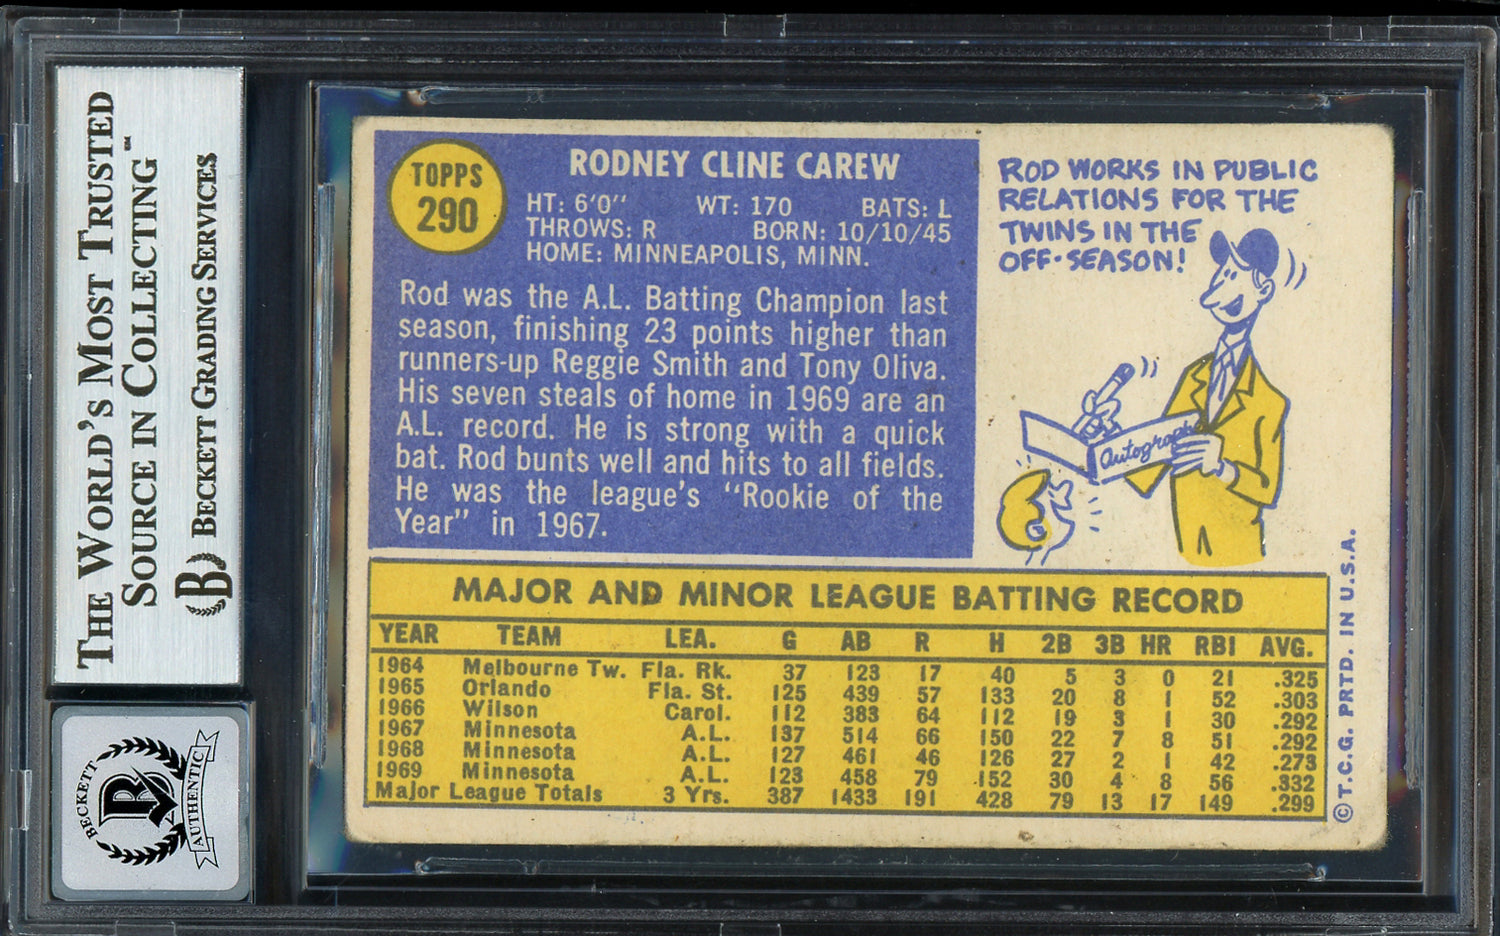 THE WORLD'S MOST TRUSTED
SOURCE IN COLLECTING™
BECKETT GRADING SERVICES
B
BECKETT
B
AUTHENTIC
TOPPS
290
RODNEY CLINE CAREW
HT: 6'0" WT: 170 BATS: L
THROWS: R BORN: 10/10/45
HOME: MINNEAPOLIS, MINN.
Rod was the A.L. Batting Champion last
season, finishing 23 points higher than
runners-up Reggie Smith and Tony Oliva.
His seven steals of home in 1969 are an
A.L. record. He is strong with a quick
bat. Rod bunts well and hits to all fields.
He was the league's "Rookie of the
Year" in 1967.
ROD WORKS IN PUBLIC
RELATIONS FOR THE
TWINS IN THE
OFF-SEASON!
Autographs
MAJOR AND MINOR LEAGUE BATTING RECORD
YEAR TEAM LEA. G AB R H 2B 3B HR RBI AVG.
1964 Melbourne Tw. Fla. Rk. 37 123 17 40 5 3 0 21 .325
1965 Orlando Fla. St. 125 439 57 133 20 8 1 52 .303
1966 Wilson Carol. 112 383 64 112 19 3 1 30 .292
1967 Minnesota A.L. 137 514 66 150 22 7 8 51 .292
1968 Minnesota A.L. 127 461 46 126 27 2 1 42 .273
1969 Minnesota A.L. 123 458 79 152 30 4 8 56 .332
Major League Totals 3 Yrs. 387 1433 191 428 79 13 17 149 .299
© T.C.G. PRTD. IN U.S.A.